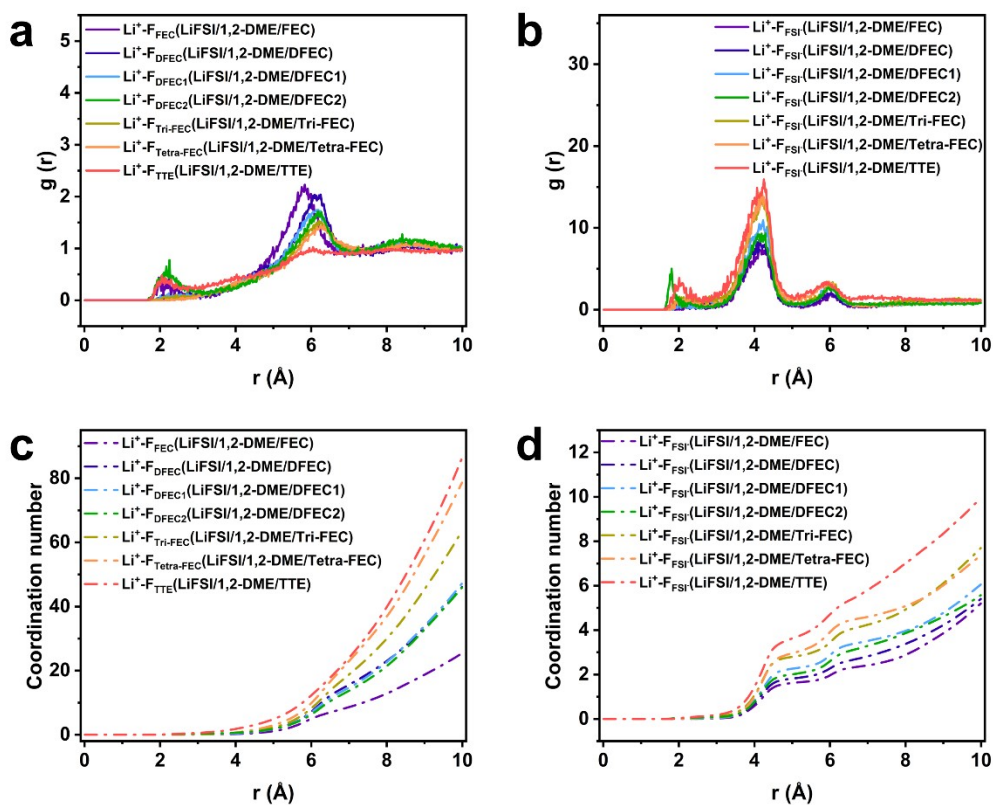 a
Li⁺-F_FEC(LiFSI/1,2-DME/FEC)
Li⁺-F_DFEC(LiFSI/1,2-DME/DFEC)
Li⁺-F_DFEC1(LiFSI/1,2-DME/DFEC1)
Li⁺-F_DFEC2(LiFSI/1,2-DME/DFEC2)
Li⁺-F_Tri-FEC(LiFSI/1,2-DME/Tri-FEC)
Li⁺-F_Tetra-FEC(LiFSI/1,2-DME/Tetra-FEC)
Li⁺-F_TTE(LiFSI/1,2-DME/TTE)
g (r)
5
4
3
2
1
0
0 2 4 6 8 10
r (Å)
b
Li⁺-F_FSI-(LiFSI/1,2-DME/FEC)
Li⁺-F_FSI-(LiFSI/1,2-DME/DFEC)
Li⁺-F_FSI-(LiFSI/1,2-DME/DFEC1)
Li⁺-F_FSI-(LiFSI/1,2-DME/DFEC2)
Li⁺-F_FSI-(LiFSI/1,2-DME/Tri-FEC)
Li⁺-F_FSI-(LiFSI/1,2-DME/Tetra-FEC)
Li⁺-F_FSI-(LiFSI/1,2-DME/TTE)
g (r)
30
20
10
0
0 2 4 6 8 10
r (Å)
c
Li⁺-F_FEC(LiFSI/1,2-DME/FEC)
Li⁺-F_DFEC(LiFSI/1,2-DME/DFEC)
Li⁺-F_DFEC1(LiFSI/1,2-DME/DFEC1)
Li⁺-F_DFEC2(LiFSI/1,2-DME/DFEC2)
Li⁺-F_Tri-FEC(LiFSI/1,2-DME/Tri-FEC)
Li⁺-F_Tetra-FEC(LiFSI/1,2-DME/Tetra-FEC)
Li⁺-F_TTE(LiFSI/1,2-DME/TTE)
Coordination number
80
60
40
20
0
0 2 4 6 8 10
r (Å)
d
Li⁺-F_FSI-(LiFSI/1,2-DME/FEC)
Li⁺-F_FSI-(LiFSI/1,2-DME/DFEC)
Li⁺-F_FSI-(LiFSI/1,2-DME/DFEC1)
Li⁺-F_FSI-(LiFSI/1,2-DME/DFEC2)
Li⁺-F_FSI-(LiFSI/1,2-DME/Tri-FEC)
Li⁺-F_FSI-(LiFSI/1,2-DME/Tetra-FEC)
Li⁺-F_FSI-(LiFSI/1,2-DME/TTE)
Coordination number
12
10
8
6
4
2
0
0 2 4 6 8 10
r (Å)